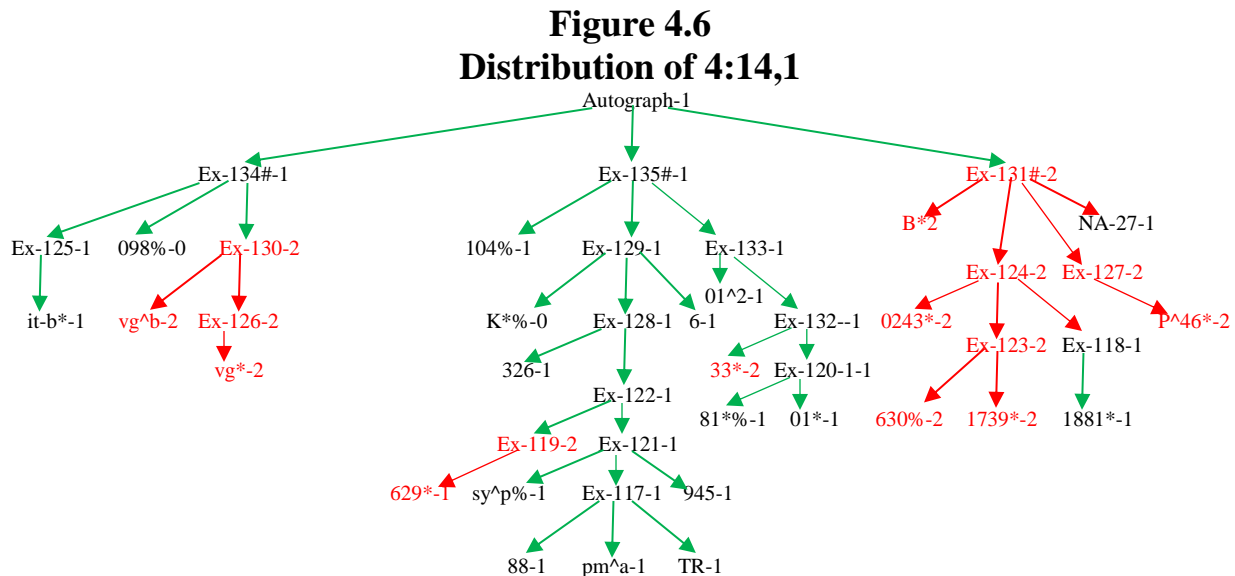 Figure 4.6
Distribution of 4:14,1
Autograph-1
Ex-134#-1 Ex-135#-1 Ex-131#-2
B*2 NA-27-1
Ex-125-1 098%-0 Ex-130-2 104%-1 Ex-129-1 Ex-133-1
Ex-124-2 Ex-127-2
01^2-1
it-b*-1 vg^b-2 Ex-126-2 K*%-0 Ex-128-1 6-1 Ex-132--1 0243*-2 P^46*-2
Ex-123-2 Ex-118-1
vg*-2 326-1 33*-2 Ex-120-1-1
Ex-122-1 81*%-1 01*-1 630%-2 1739*-2 1881*-1
Ex-119-2 Ex-121-1
629*-1 sy^p%-1 Ex-117-1 945-1
88-1 pm^a-1 TR-1